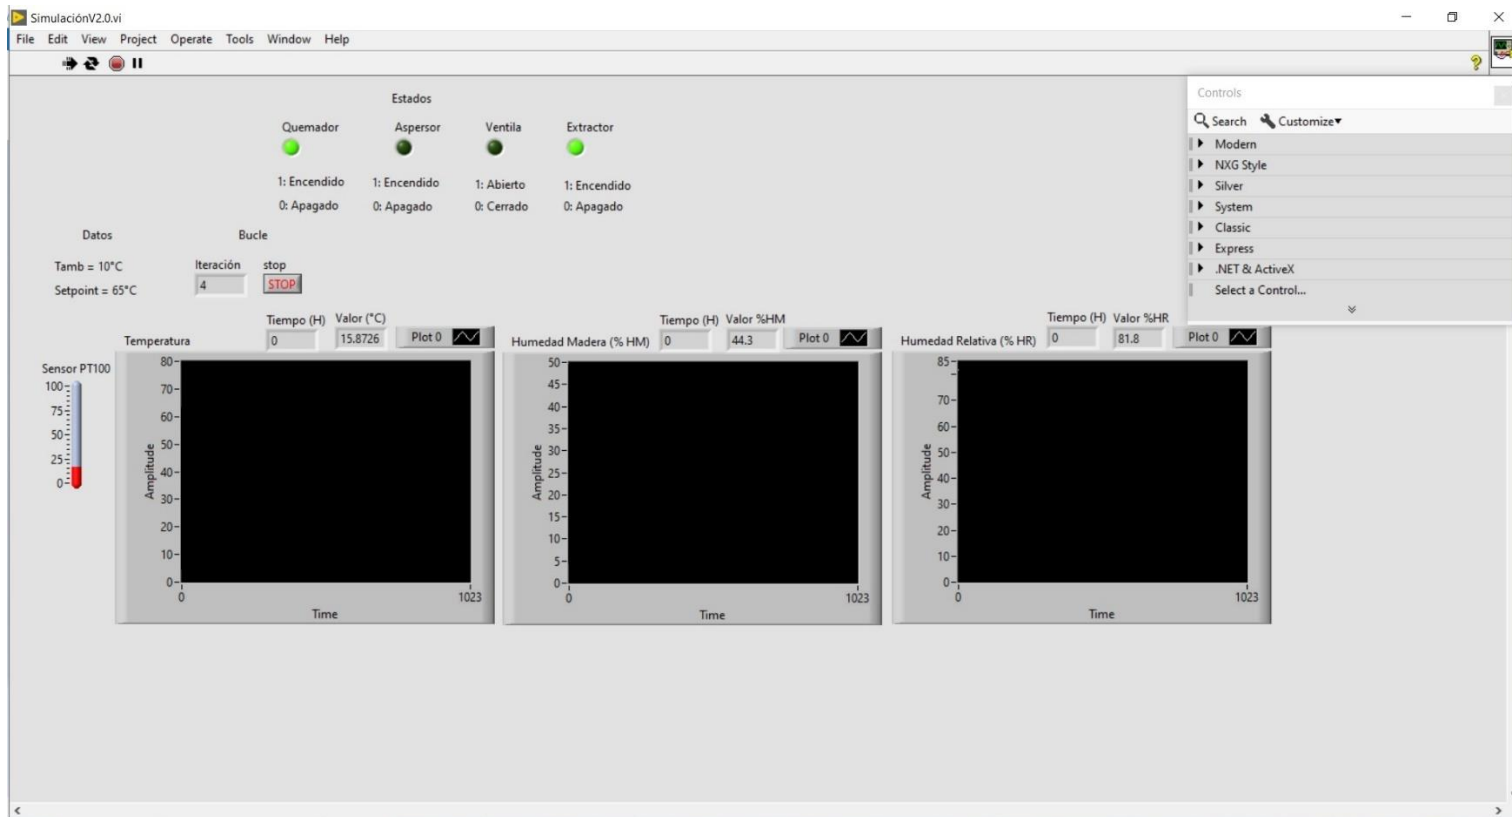 SimulaciónV2.0.vi
File Edit View Project Operate Tools Window Help
Controls
Search Customize
Modern
NXG Style
Silver
System
Classic
Express
.NET & ActiveX
Select a Control...
Estados
Quemador Aspersor Ventila Extractor
1: Encendido 1: Encendido 1: Abierto 1: Encendido
0: Apagado 0: Apagado 0: Cerrado 0: Apagado
Datos Bucle
Tamb = 10°C Iteración stop
Setpoint = 65°C 4 STOP
Sensor PT100
100
75
50
25
0
Temperatura Tiempo (H) Valor (°C)
0 15.8726 Plot 0
80
70
60
50
40
30
20
10
0
Amplitude
0 1023
Time
Humedad Madera (% HM) Tiempo (H) Valor %HM
0 44.3 Plot 0
50
45
40
35
30
25
20
15
10
5
0
Amplitude
0 1023
Time
Humedad Relativa (% HR) Tiempo (H) Valor %HR
0 81.8 Plot 0
85
70
60
50
40
30
20
10
0
Amplitude
0 1023
Time